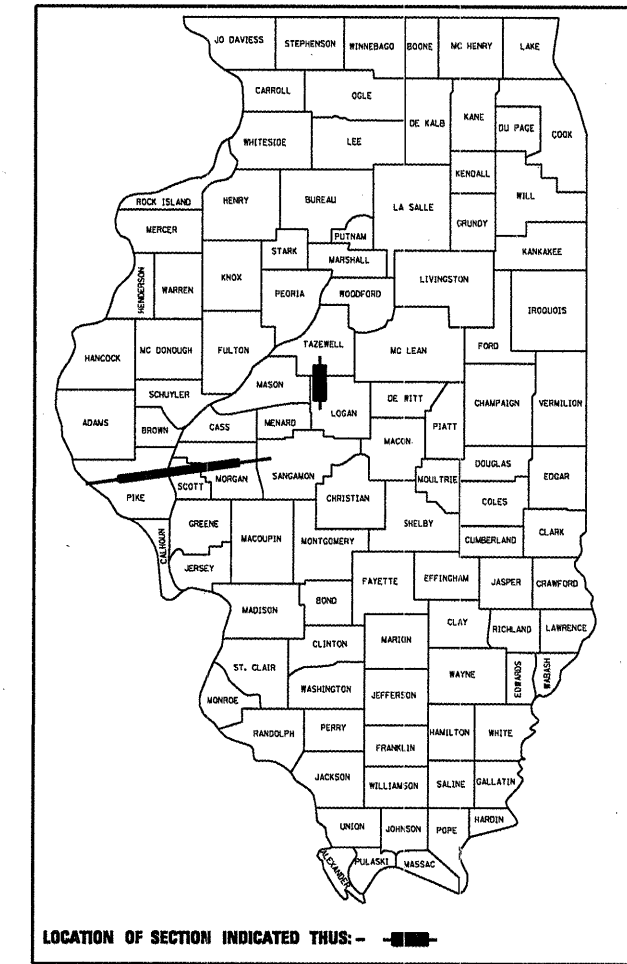 JO DAVIESS
STEPHENSON
WINNEBAGO
BOONE
MC HENRY
LAKE
CARROLL
OGLE
DE KALB
KANE
DU PAGE
COOK
WHITESIDE
LEE
KENDALL
WILL
ROCK ISLAND
HENRY
BUREAU
LA SALLE
GRUNDY
MERCER
PUTNAM
STARK
MARSHALL
KANKAKEE
HENDERSON
WARREN
KNOX
PEORIA
WOODFORD
LIVINGSTON
IROQUOIS
HANCOCK
MC DONOUGH
FULTON
TAZEWELL
MC LEAN
FORD
SCHUYLER
MASON
LOGAN
DE WITT
CHAMPAIGN
VERMILION
ADAMS
BROWN
CASS
MENARD
MACON
PIATT
PIKE
SCOTT
MORGAN
SANGAMON
CHRISTIAN
MOULTRIE
DOUGLAS
EDGAR
COLES
GREENE
MACOUPIN
MONTGOMERY
SHELBY
CUMBERLAND
CLARK
CALHOUN
JERSEY
FAYETTE
EFFINGHAM
JASPER
CRAWFORD
MADISON
BOND
CLINTON
MARION
CLAY
RICHLAND
LAWRENCE
ST. CLAIR
WAYNE
EDWARDS
WABASH
MONROE
WASHINGTON
JEFFERSON
RANDOLPH
PERRY
FRANKLIN
HAMILTON
WHITE
JACKSON
WILLIAMSON
SALINE
GALLATIN
UNION
JOHNSON
POPE
HARDIN
ALEXANDER
PULASKI
MASSAC
LOCATION OF SECTION INDICATED THUS: -